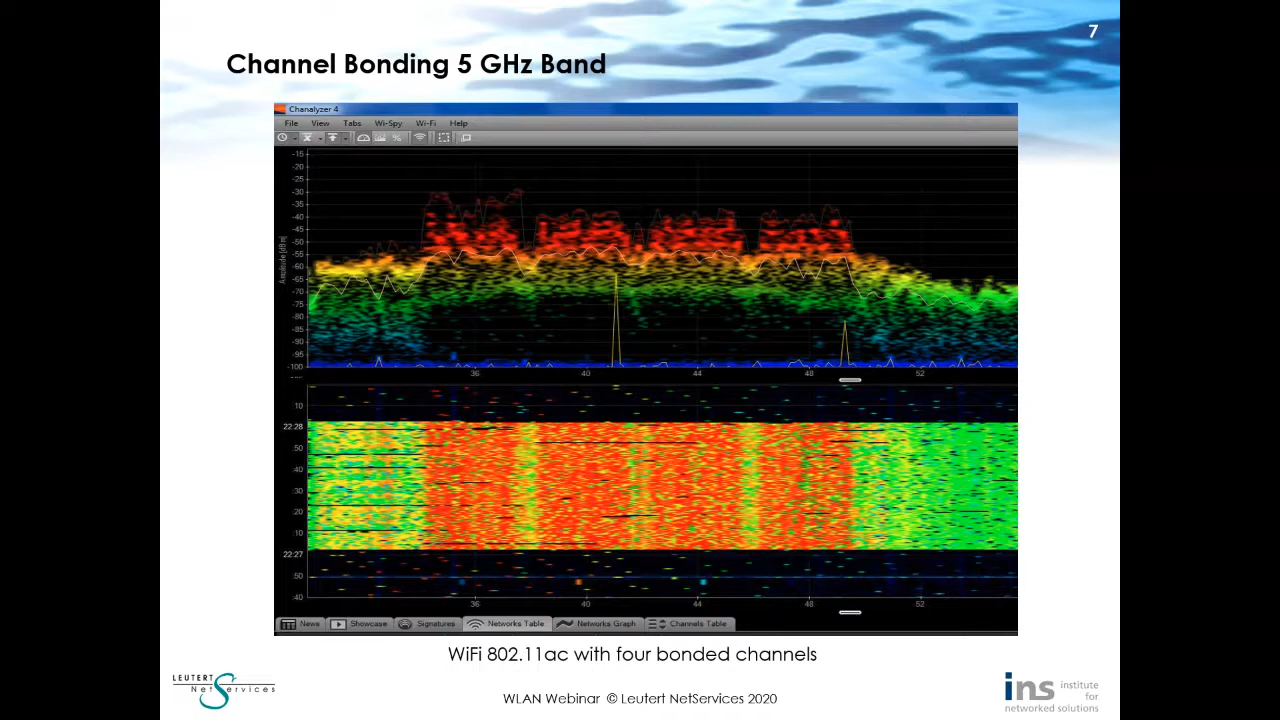 7
Channel Bonding 5 GHz Band
Chanalyzer 4
File View Tabs Wi-Spy Wi-Fi Help
-15
-20
-25
-30
-35
-40
-45
-50
-55
-60
-65
-70
-75
-80
-85
-90
-95
-100
Amplitude [dBm]
36 40 44 48 52
10
22:28
50
:40
:30
:20
:10
22:27
50
:40
36 40 44 48 52
News Showcase Signatures Networks Table Networks Graph Channels Table
WiFi 802.11ac with four bonded channels
LEUTERT
NetServices
WLAN Webinar © Leutert NetServices 2020
ins institute
for
networked solutions